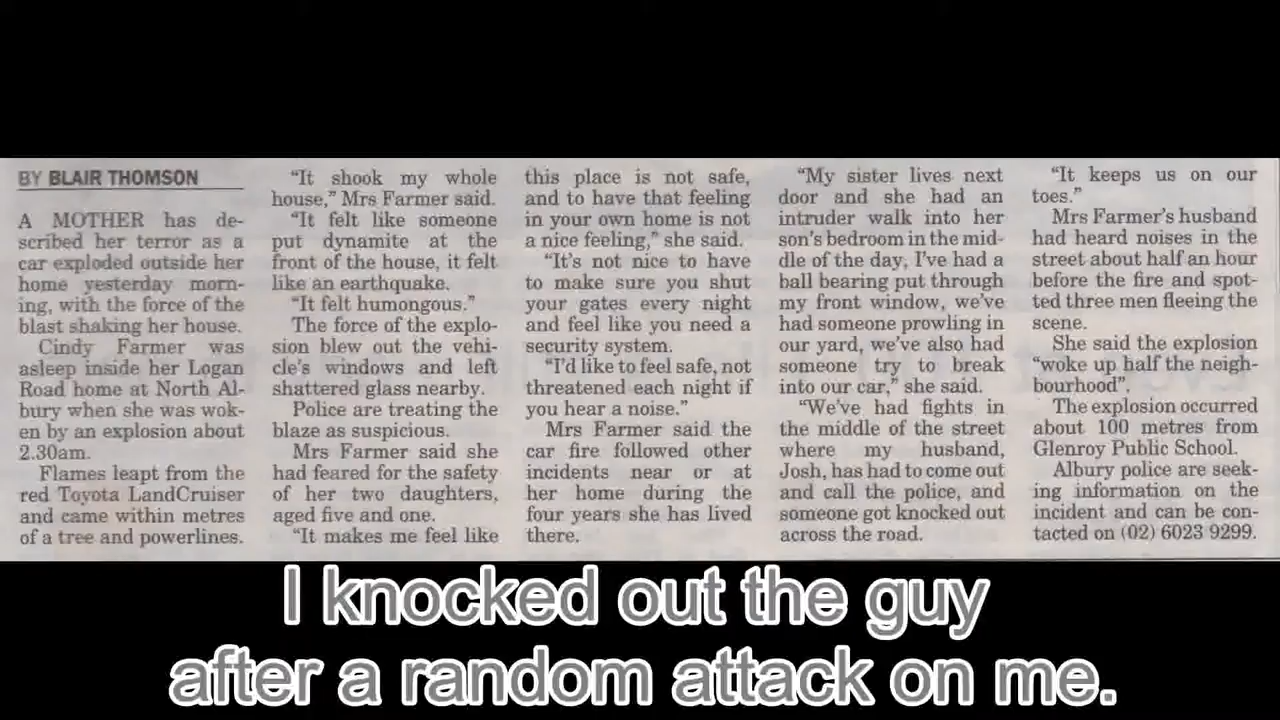 BY BLAIR THOMSON
A MOTHER has de-
scribed her terror as a
car exploded outside her
home yesterday morn-
ing, with the force of the
blast shaking her house.
Cindy Farmer was
asleep inside her Logan
Road home at North Al-
bury when she was wok-
en by an explosion about
2.30am.
Flames leapt from the
red Toyota LandCruiser
and came within metres
of a tree and powerlines.
“It shook my whole
house,” Mrs Farmer said.
“It felt like someone
put dynamite at the
front of the house, it felt
like an earthquake.
“It felt humongous.”
The force of the explo-
sion blew out the vehi-
cle’s windows and left
shattered glass nearby.
Police are treating the
blaze as suspicious.
Mrs Farmer said she
had feared for the safety
of her two daughters,
aged five and one.
“It makes me feel like
this place is not safe,
and to have that feeling
in your own home is not
a nice feeling,” she said.
“It’s not nice to have
to make sure you shut
your gates every night
and feel like you need a
security system.
“I’d like to feel safe, not
threatened each night if
you hear a noise.”
Mrs Farmer said the
car fire followed other
incidents near or at
her home during the
four years she has lived
there.
“My sister lives next
door and she had an
intruder walk into her
son’s bedroom in the mid-
dle of the day, I’ve had a
ball bearing put through
my front window, we’ve
had someone prowling in
our yard, we’ve also had
someone try to break
into our car,” she said.
“We’ve had fights in
the middle of the street
where my husband,
Josh, has had to come out
and call the police, and
someone got knocked out
across the road.
“It keeps us on our
toes.”
Mrs Farmer’s husband
had heard noises in the
street about half an hour
before the fire and spot-
ted three men fleeing the
scene.
She said the explosion
“woke up half the neigh-
bourhood”.
The explosion occurred
about 100 metres from
Glenroy Public School.
Albury police are seek-
ing information on the
incident and can be con-
tacted on (02) 6023 9299.
I knocked out the guy
after a random attack on me.